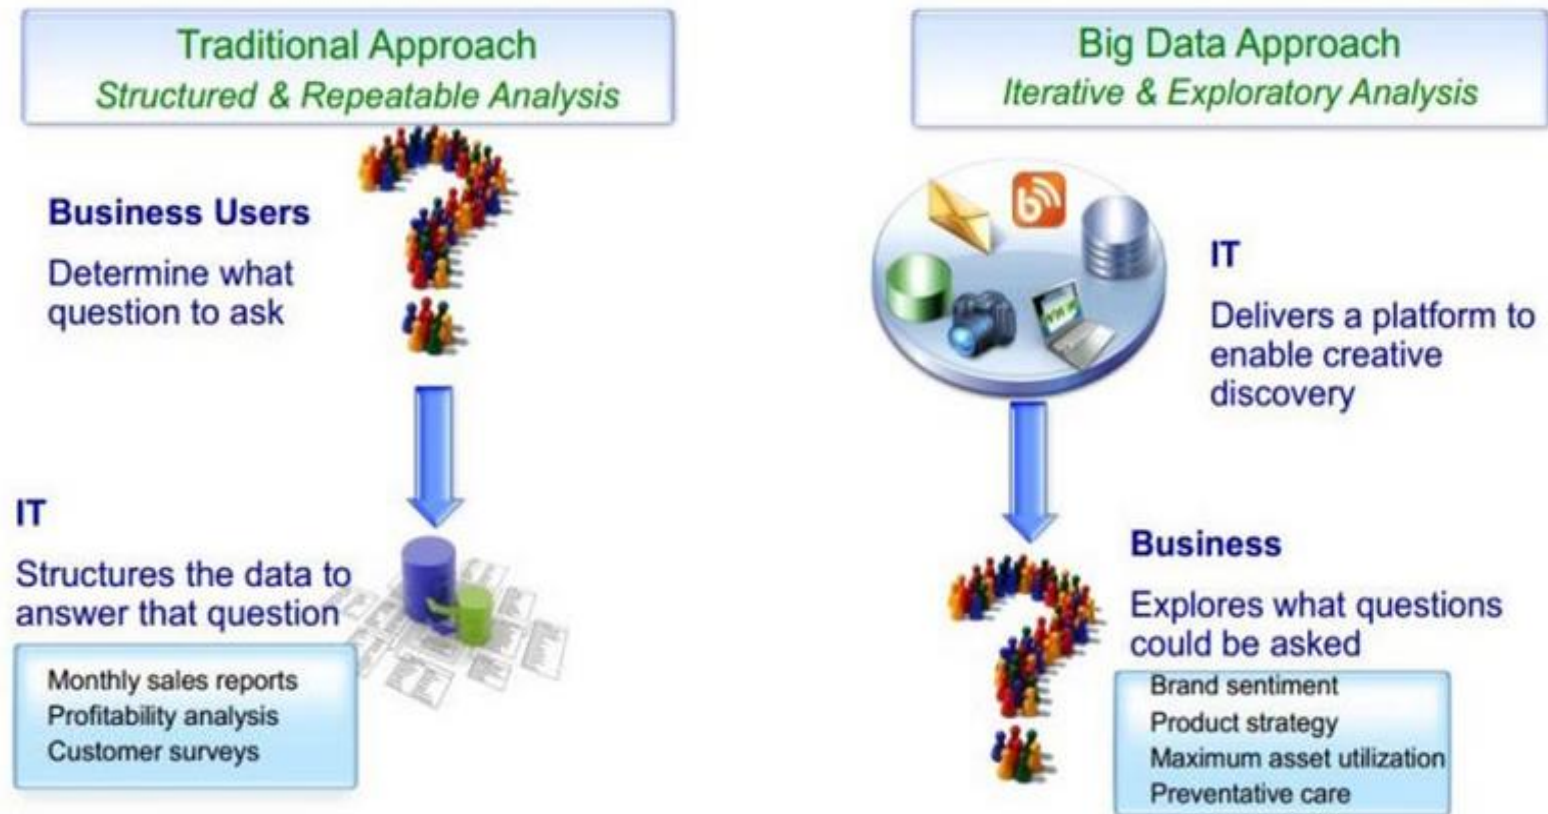 Traditional Approach
Structured & Repeatable Analysis
Business Users
Determine what
question to ask
IT
Structures the data to
answer that question
Monthly sales reports
Profitability analysis
Customer surveys
Big Data Approach
Iterative & Exploratory Analysis
IT
Delivers a platform to
enable creative
discovery
Business
Explores what questions
could be asked
Brand sentiment
Product strategy
Maximum asset utilization
Preventative care